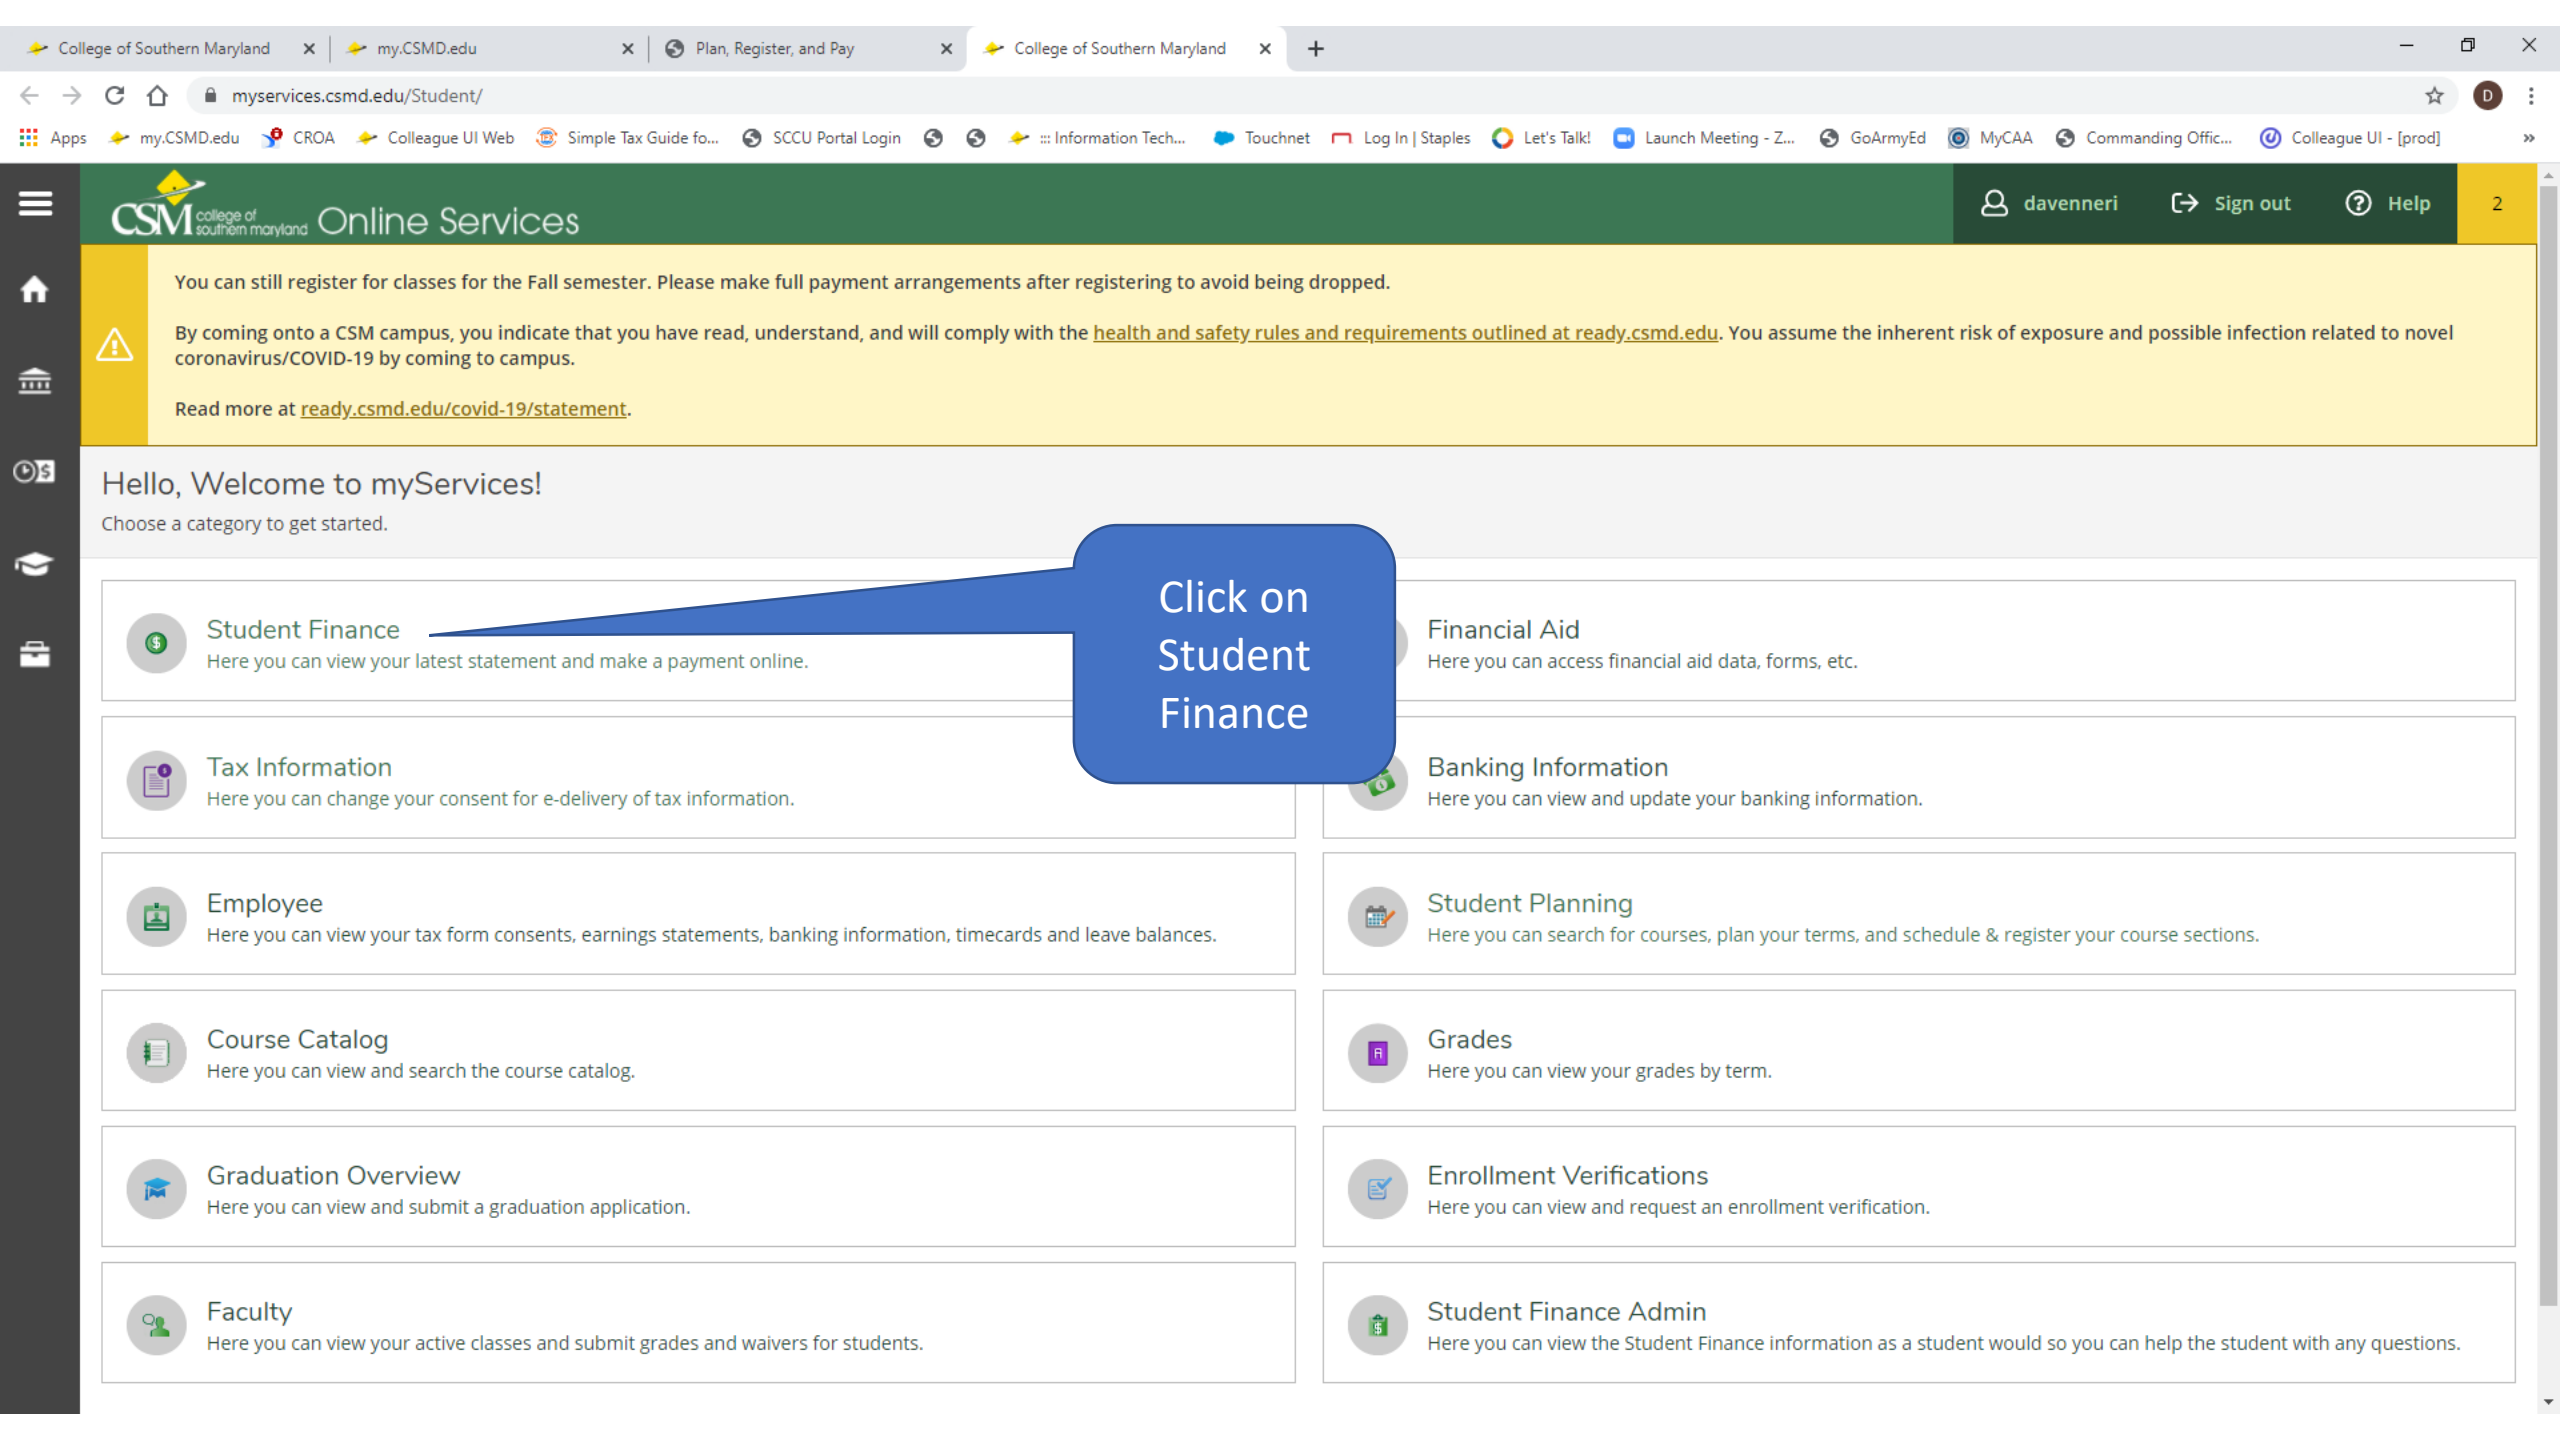 College of Southern Maryland
my.CSMD.edu
Plan, Register, and Pay
College of Southern Maryland
myservices.csmd.edu/Student/
D
Apps
my.CSMD.edu
CROA
Colleague UI Web
Simple Tax Guide fo...
SCCU Portal Login
::: Information Tech...
Touchnet
Log In | Staples
Let's Talk!
Launch Meeting - Z...
GoArmyEd
MyCAA
Commanding Offic...
Colleague UI - [prod]
»
CSM college of southern maryland Online Services
davenneri
Sign out
Help
2
You can still register for classes for the Fall semester. Please make full payment arrangements after registering to avoid being dropped.
By coming onto a CSM campus, you indicate that you have read, understand, and will comply with the health and safety rules and requirements outlined at ready.csmd.edu. You assume the inherent risk of exposure and possible infection related to novel
coronavirus/COVID-19 by coming to campus.
Read more at ready.csmd.edu/covid-19/statement.
Hello, Welcome to myServices!
Choose a category to get started.
Click on
Student
Finance
Student Finance
Here you can view your latest statement and make a payment online.
Financial Aid
Here you can access financial aid data, forms, etc.
Tax Information
Here you can change your consent for e-delivery of tax information.
Banking Information
Here you can view and update your banking information.
Employee
Here you can view your tax form consents, earnings statements, banking information, timecards and leave balances.
Student Planning
Here you can search for courses, plan your terms, and schedule & register your course sections.
Course Catalog
Here you can view and search the course catalog.
Grades
Here you can view your grades by term.
Graduation Overview
Here you can view and submit a graduation application.
Enrollment Verifications
Here you can view and request an enrollment verification.
Faculty
Here you can view your active classes and submit grades and waivers for students.
Student Finance Admin
Here you can view the Student Finance information as a student would so you can help the student with any questions.